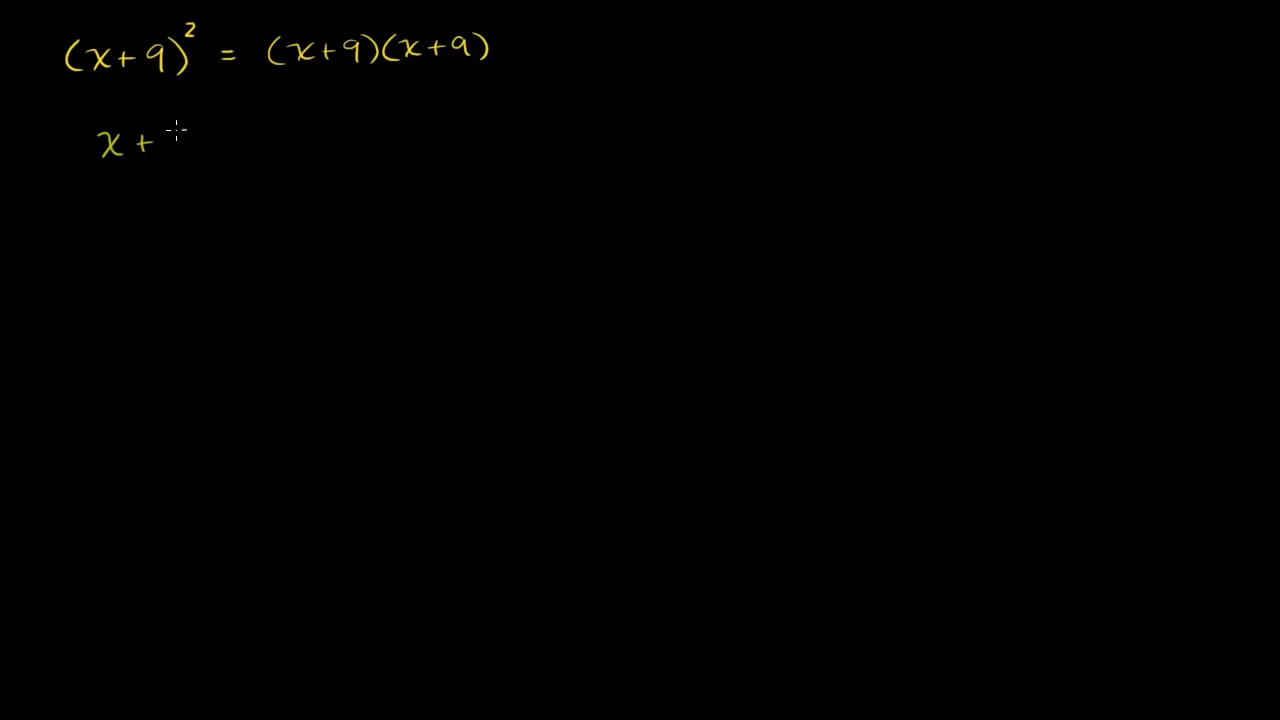 (x+9)² = (x+9)(x+9)
x +